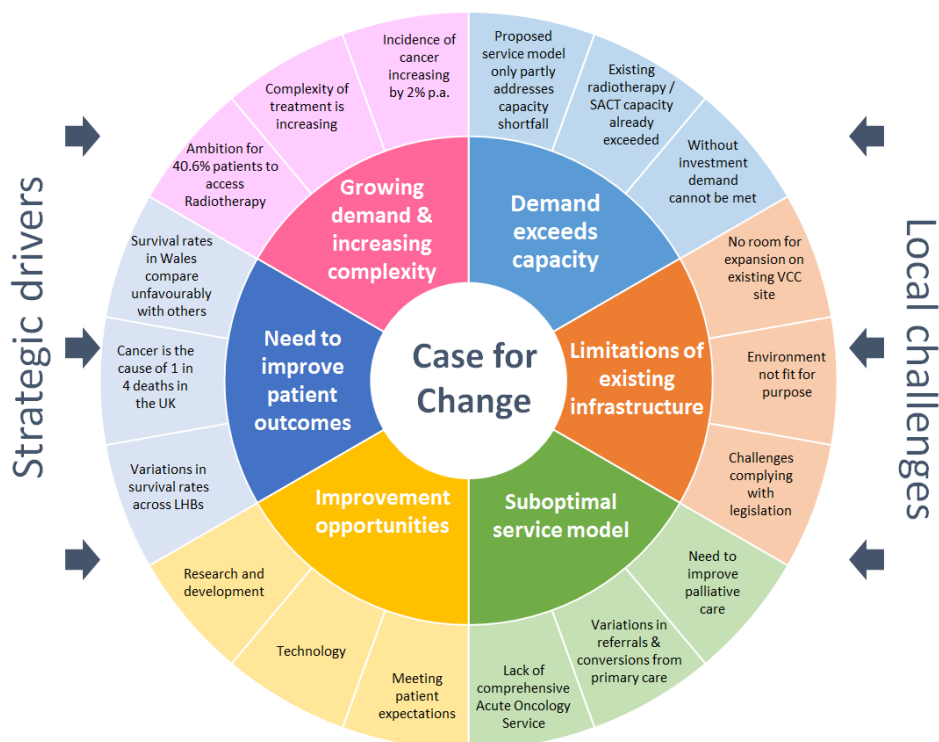 Strategic drivers
Incidence of
cancer
increasing
by 2% p.a.
Complexity of
treatment is
increasing
Ambition for
40.6% patients to
access
Radiotherapy
Growing
demand &
increasing
complexity
Survival rates
in Wales
compare
unfavourably
with others
Cancer is the
cause of 1 in
4 deaths in
the UK
Variations in
survival rates
across LHBs
Need to
improve
patient
outcomes
Research and
development
Technology
Meeting
patient
expectations
Improvement
opportunities
Case for
Change
Proposed
service model
only partly
addresses
capacity
shortfall
Existing
radiotherapy /
SACT capacity
already
exceeded
Without
investment
demand
cannot be met
Demand
exceeds
capacity
No room for
expansion on
existing VCC
site
Environment
not fit for
purpose
Challenges
complying
with
legislation
Limitations of
existing
infrastructure
Need to
improve
palliative
care
Variations in
referrals &
conversions from
primary care
Lack of
comprehensive
Acute Oncology
Service
Suboptimal
service model
Local challenges